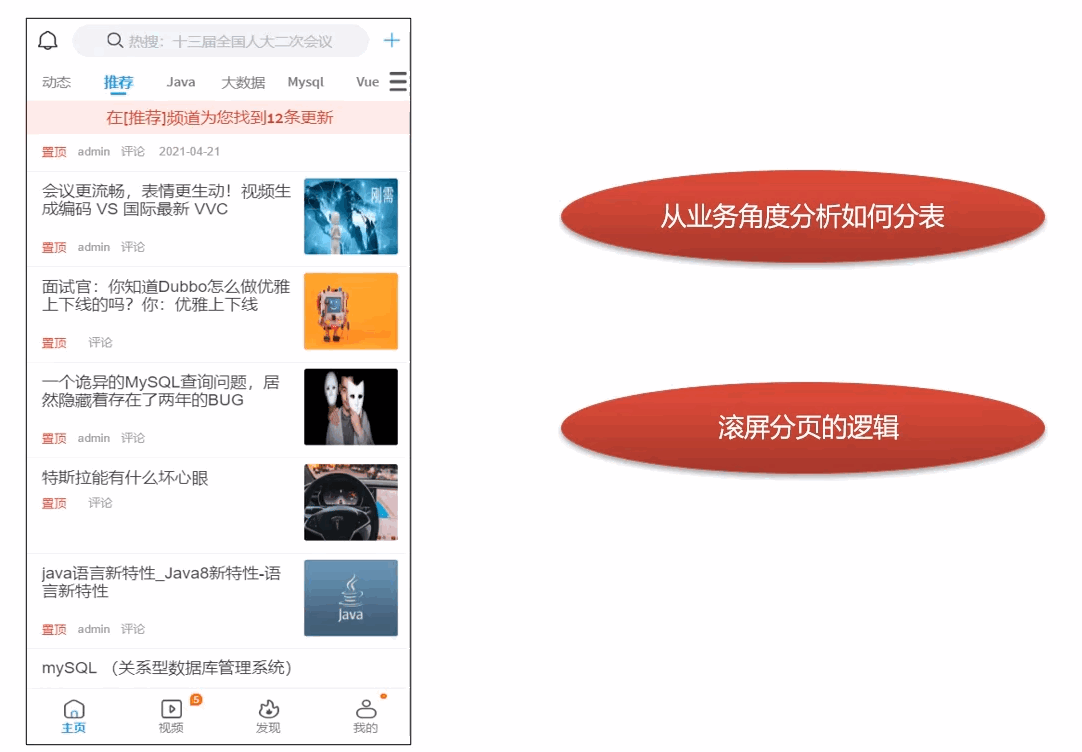 热搜：十三届全国人大二次会议
动态 推荐 Java 大数据 Mysql Vue
在[推荐]频道为您找到12条更新
置顶 admin 评论 2021-04-21
会议更流畅，表情更生动！视频生
成编码 VS 国际最新 VVC
刚需
置顶 admin 评论
面试官：你知道Dubbo怎么做优雅
上下线的吗？你：优雅上下线
置顶 评论
一个诡异的MySQL查询问题，居
然隐藏着存在了两年的BUG
置顶 admin 评论
特斯拉能有什么坏心眼
置顶 评论
java语言新特性_Java8新特性-语
言新特性
java
置顶 admin 评论
mySQL （关系型数据库管理系统）
5
主页 视频 发现 我的
从业务角度分析如何分表
滚屏分页的逻辑